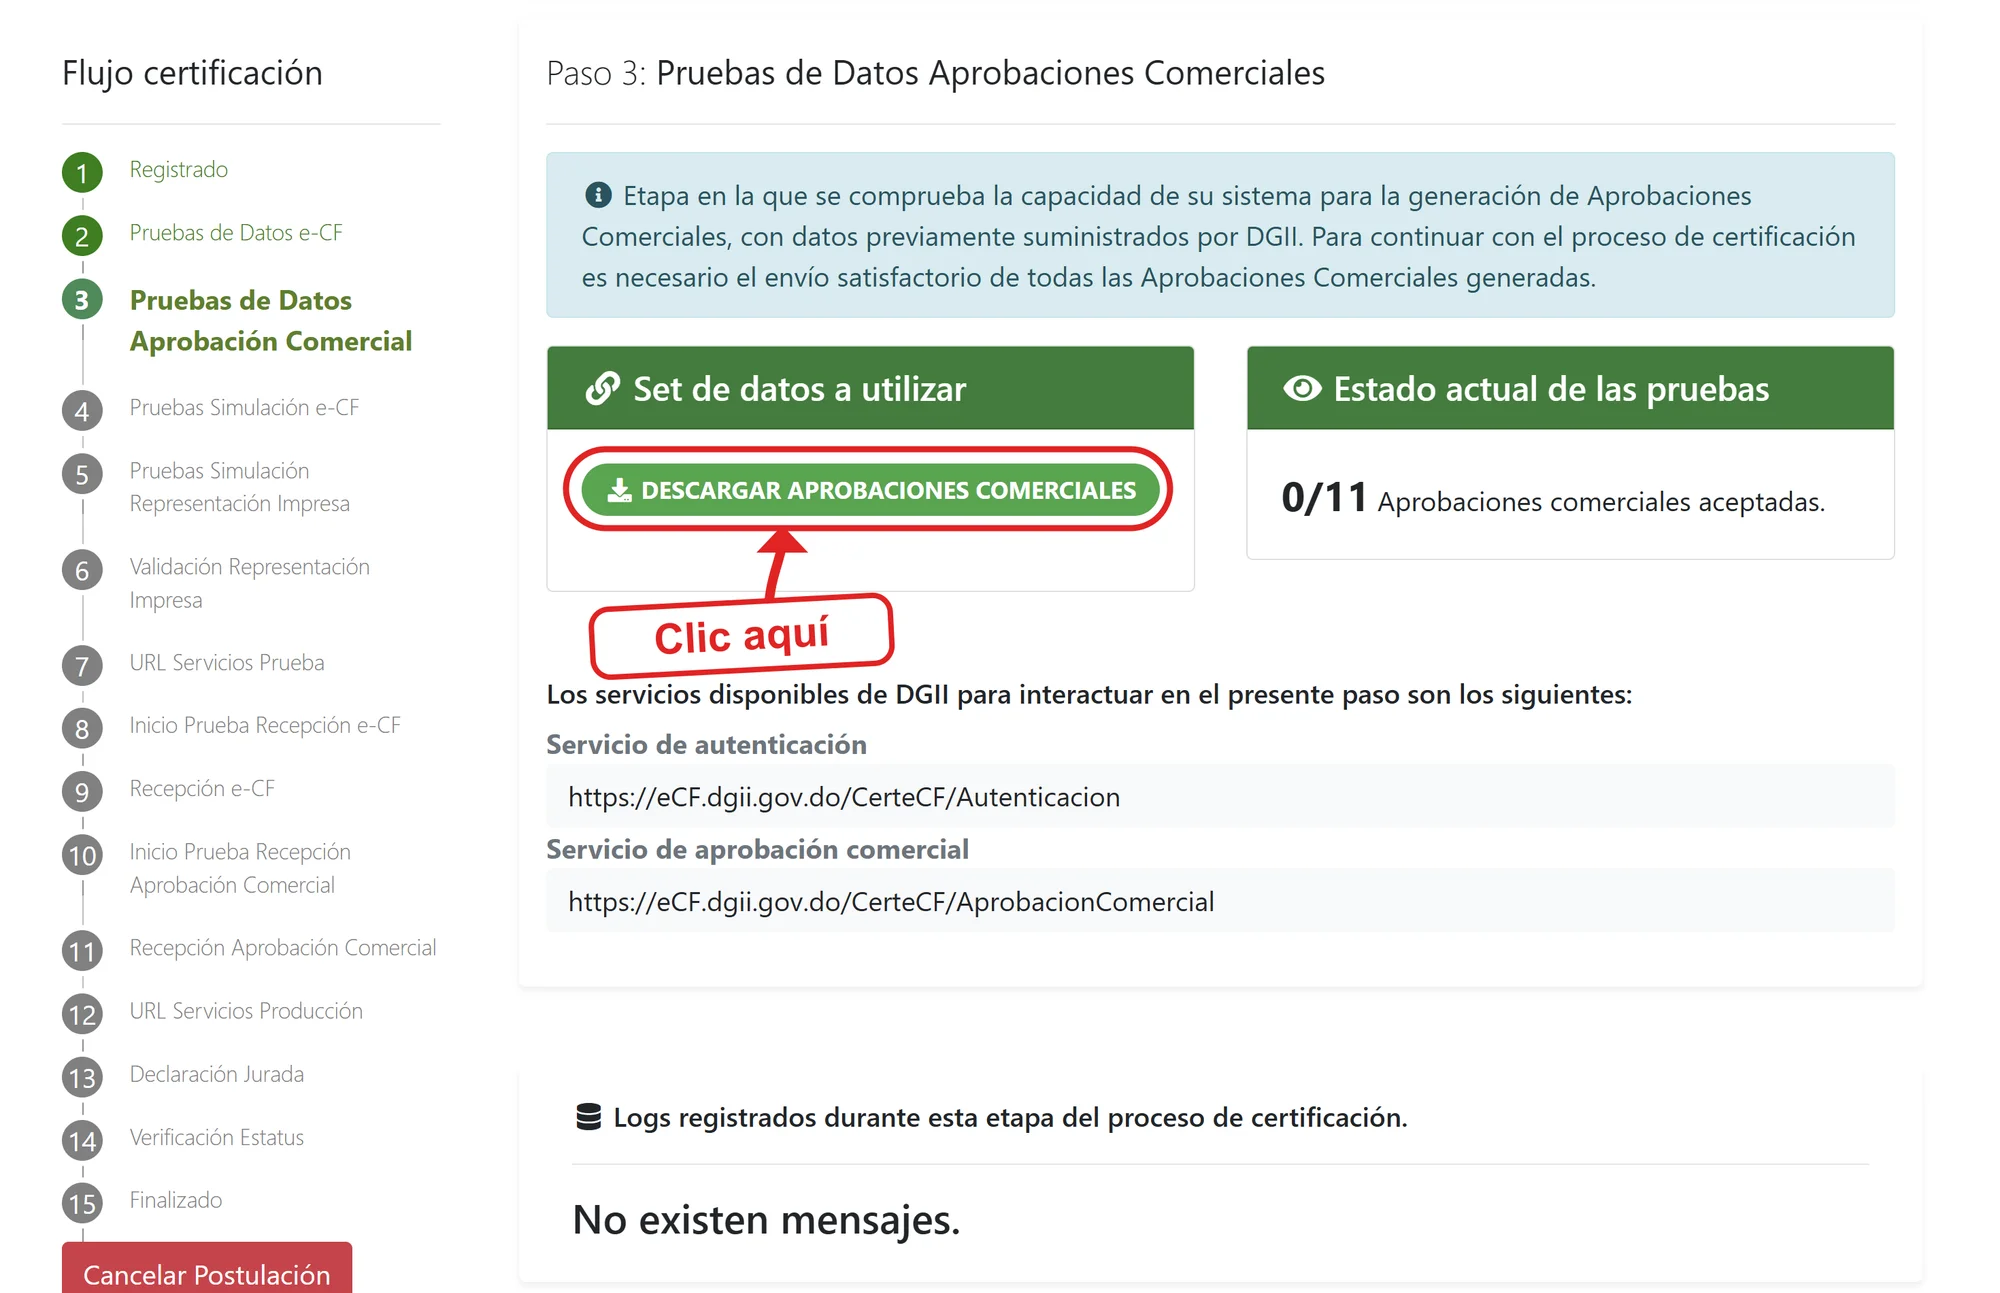 Flujo certificación
1 Registrado
2 Pruebas de Datos e-CF
3 Pruebas de Datos
Aprobación Comercial
4 Pruebas Simulación e-CF
5 Pruebas Simulación
Representación Impresa
6 Validación Representación
Impresa
7 URL Servicios Prueba
8 Inicio Prueba Recepción e-CF
9 Recepción e-CF
10 Inicio Prueba Recepción
Aprobación Comercial
11 Recepción Aprobación Comercial
12 URL Servicios Producción
13 Declaración Jurada
14 Verificación Estatus
15 Finalizado
Cancelar Postulación
Paso 3: Pruebas de Datos Aprobaciones Comerciales
Etapa en la que se comprueba la capacidad de su sistema para la generación de Aprobaciones
Comerciales, con datos previamente suministrados por DGII. Para continuar con el proceso de certificación
es necesario el envío satisfactorio de todas las Aprobaciones Comerciales generadas.
Set de datos a utilizar
DESCARGAR APROBACIONES COMERCIALES
Clic aquí
Estado actual de las pruebas
0/11 Aprobaciones comerciales aceptadas.
Los servicios disponibles de DGII para interactuar en el presente paso son los siguientes:
Servicio de autenticación
https://eCF.dgii.gov.do/CerteCF/Autenticacion
Servicio de aprobación comercial
https://eCF.dgii.gov.do/CerteCF/AprobacionComercial
Logs registrados durante esta etapa del proceso de certificación.
No existen mensajes.